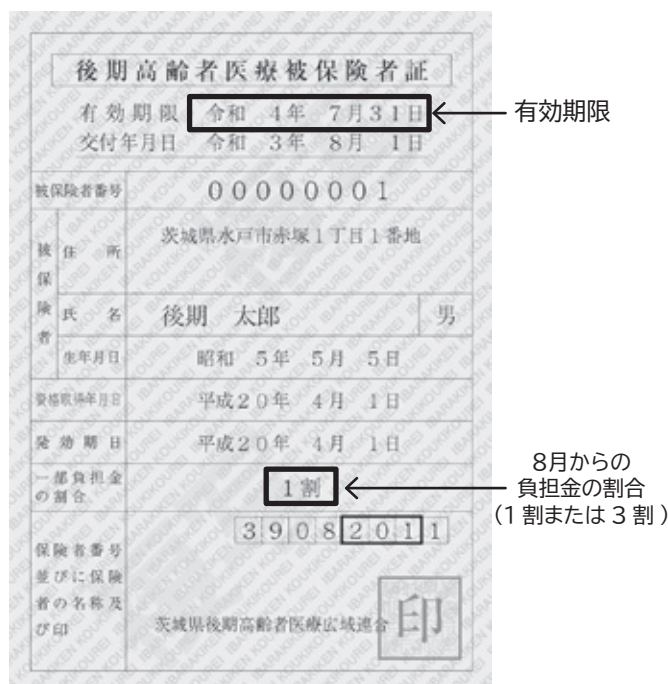 後期高齢者医療被保険者証
有効期限 令和 4年 7月31日
有効期限
交付年月日 令和 3年 8月 1日
被保険者番号 00000001
被保険者
住所 茨城県水戸市赤塚1丁目1番地
氏名 後期 太郎 男
生年月日 昭和 5年 5月 5日
資格取得年月日 平成20年 4月 1日
発効期日 平成20年 4月 1日
一部負担金
の割合
1割
8月からの
負担金の割合
(1割または3割)
39082011
保険者番号
並びに保険
者の名称及
び印
茨城県後期高齢者医療広域連合
印